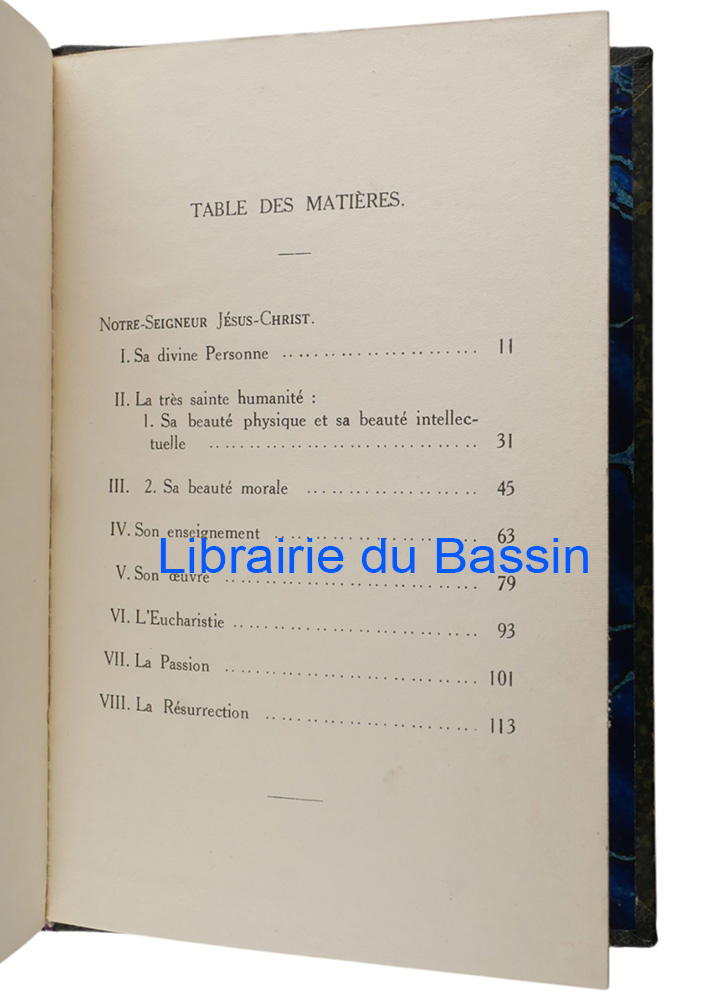 TABLE DES MATIÈRES.
NOTRE-SEIGNEUR JÉSUS-CHRIST.
I. Sa divine Personne ........................ 11
II. La très sainte humanité :
1. Sa beauté physique et sa beauté intellec-
tuelle ................................ 31
III. 2. Sa beauté morale .................... 45
IV. Son enseignement ........................ 63
Librairie du Bassin
V. Son œuvre .............................. 79
VI. L'Eucharistie .............................. 93
VII. La Passion .............................. 101
VIII. La Résurrection .......................... 113